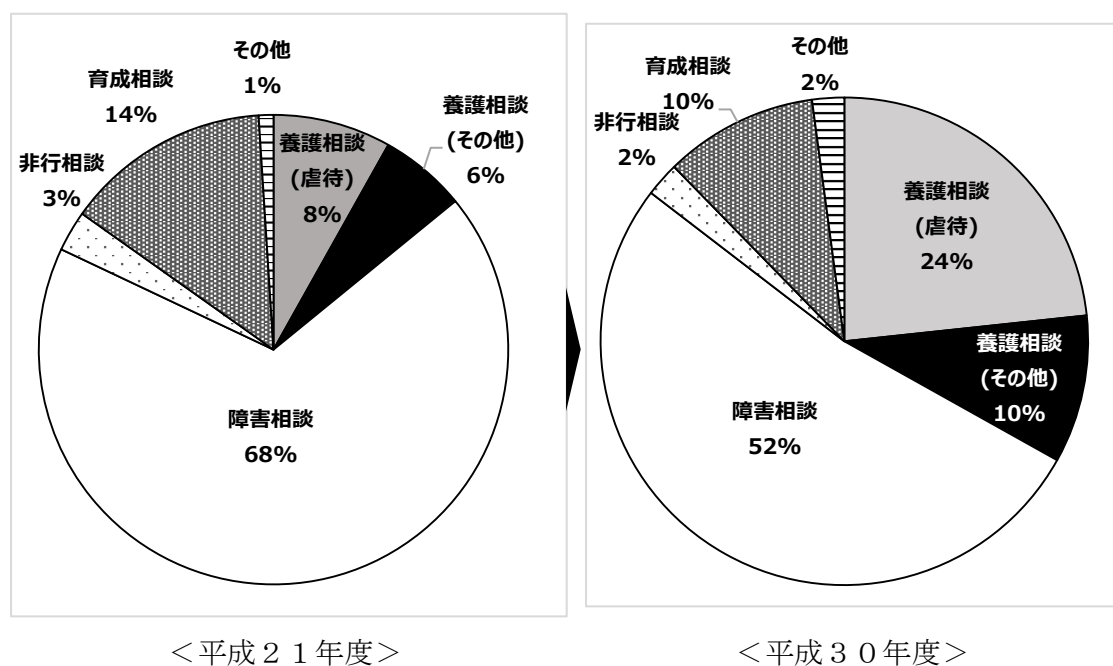 その他
1%
育成相談
14%
非行相談
3%
養護相談
(虐待)
8%
養護相談
(その他)
6%
障害相談
68%
その他
2%
育成相談
10%
非行相談
2%
養護相談
(虐待)
24%
養護相談
(その他)
10%
障害相談
52%
＜平成２１年度＞
＜平成３０年度＞